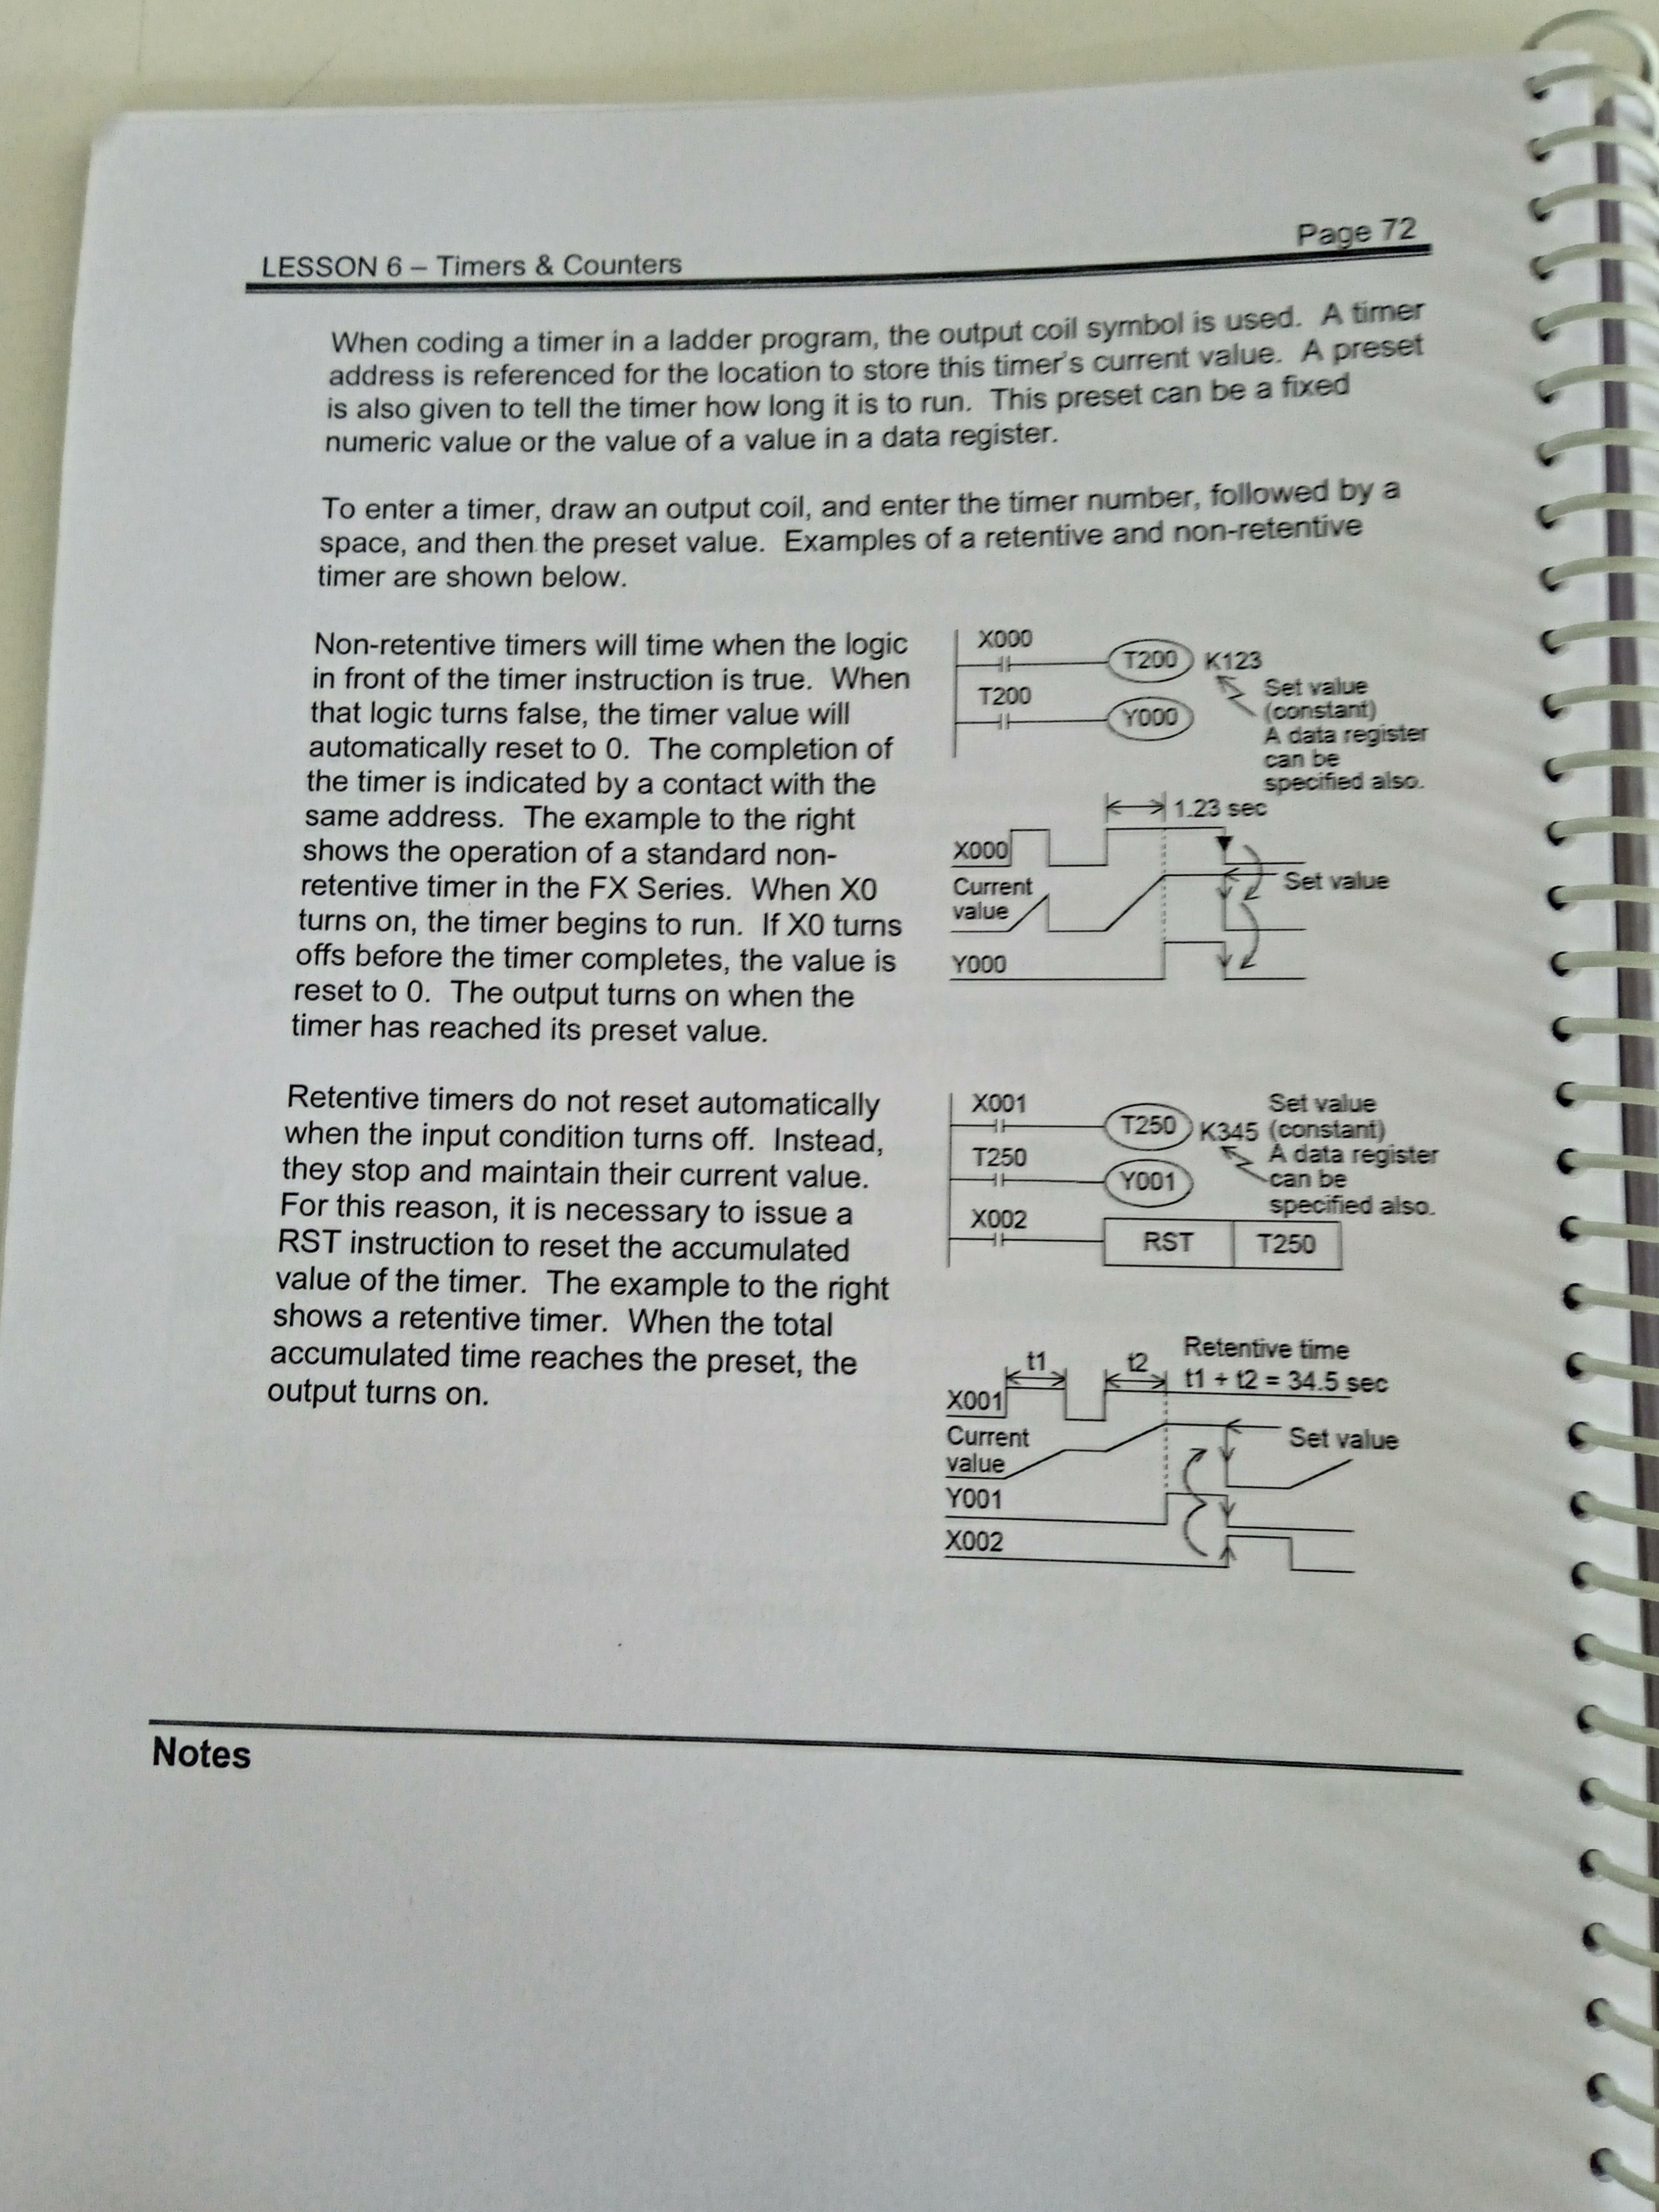 Page 72
LESSON 6 – Timers & Counters
When coding a timer in a ladder program, the output coil symbol is used. A timer
address is referenced for the location to store this timer's current value. A preset
is also given to tell the timer how long it is to run. This preset can be a fixed
numeric value or the value of a value in a data register.
To enter a timer, draw an output coil, and enter the timer number, followed by a
space, and then the preset value. Examples of a retentive and non-retentive
timer are shown below.
Non-retentive timers will time when the logic
in front of the timer instruction is true. When
that logic turns false, the timer value will
automatically reset to 0. The completion of
the timer is indicated by a contact with the
same address. The example to the right
shows the operation of a standard non-
retentive timer in the FX Series. When X0
turns on, the timer begins to run. If X0 turns
offs before the timer completes, the value is
reset to 0. The output turns on when the
timer has reached its preset value.
X000
T200 K123
T200
Y000
Set value
(constant)
A data register
can be
specified also.
1.23 sec
X000
Current
value
Set value
Y000
Retentive timers do not reset automatically
when the input condition turns off. Instead,
they stop and maintain their current value.
For this reason, it is necessary to issue a
RST instruction to reset the accumulated
value of the timer. The example to the right
shows a retentive timer. When the total
accumulated time reaches the preset, the
output turns on.
X001
T250 K345
T250
Y001
X002
RST T250
Set value
(constant)
A data register
can be
specified also.
t1 t2
Retentive time
t1 + t2 = 34.5 sec
X001
Current
value
Set value
Y001
X002
Notes